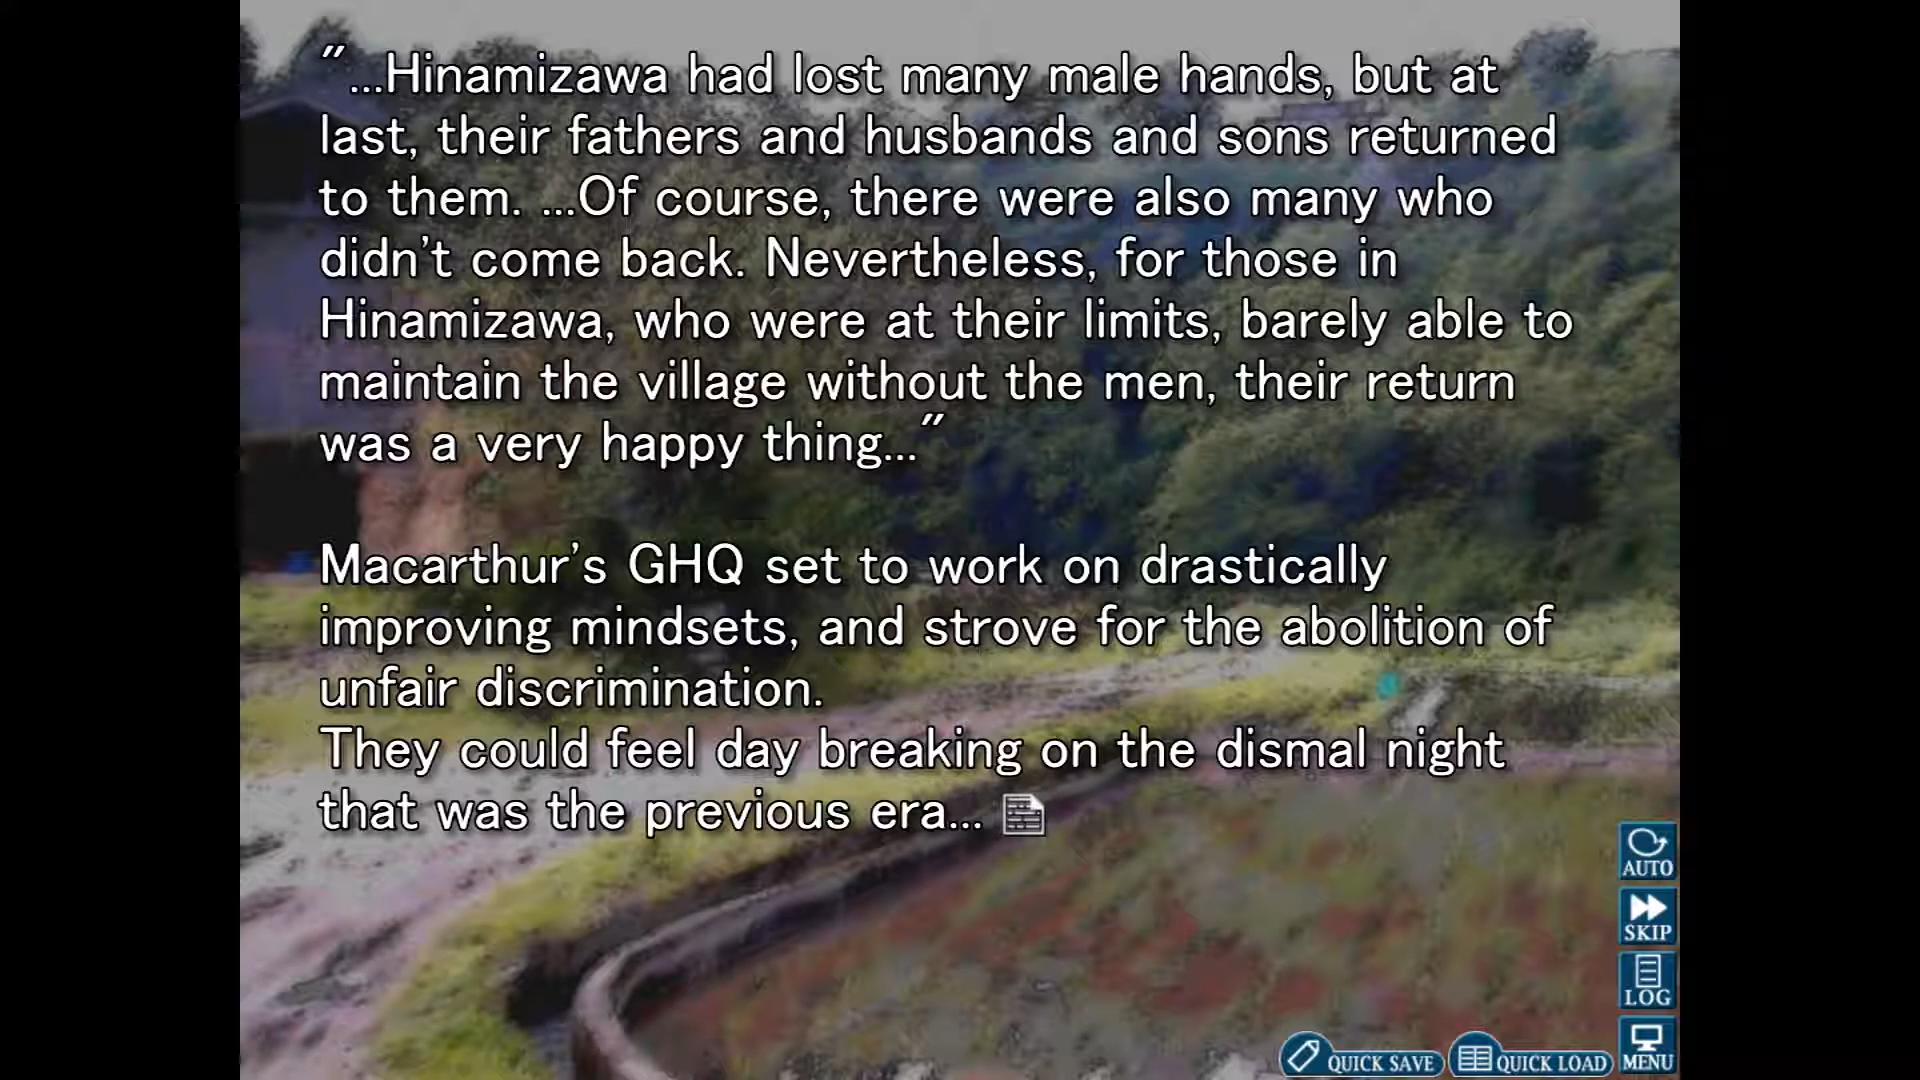 "...Hinamizawa had lost many male hands, but at
last, their fathers and husbands and sons returned
to them. ...Of course, there were also many who
didn't come back. Nevertheless, for those in
Hinamizawa, who were at their limits, barely able to
maintain the village without the men, their return
was a very happy thing..."
Macarthur's GHQ set to work on drastically
improving mindsets, and strove for the abolition of
unfair discrimination.
They could feel day breaking on the dismal night
that was the previous era...
AUTO
SKIP
LOG
MENU
QUICK SAVE
QUICK LOAD